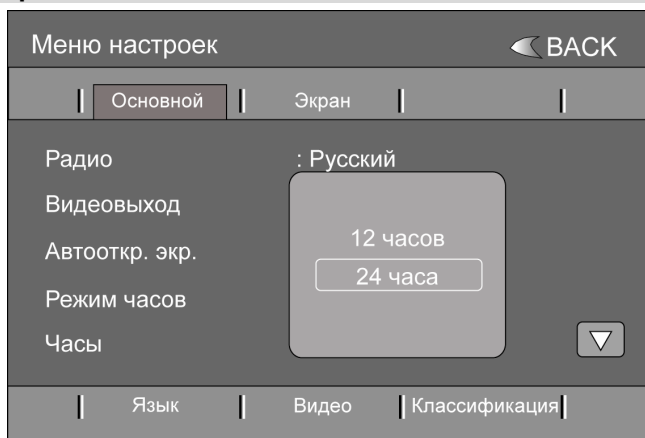 Меню настроек BACK
Основной Экран
Радио : Русский
Видеовыход
12 часов
Автооткр. экр.
24 часа
Режим часов
Часы
Язык Видео Классификация